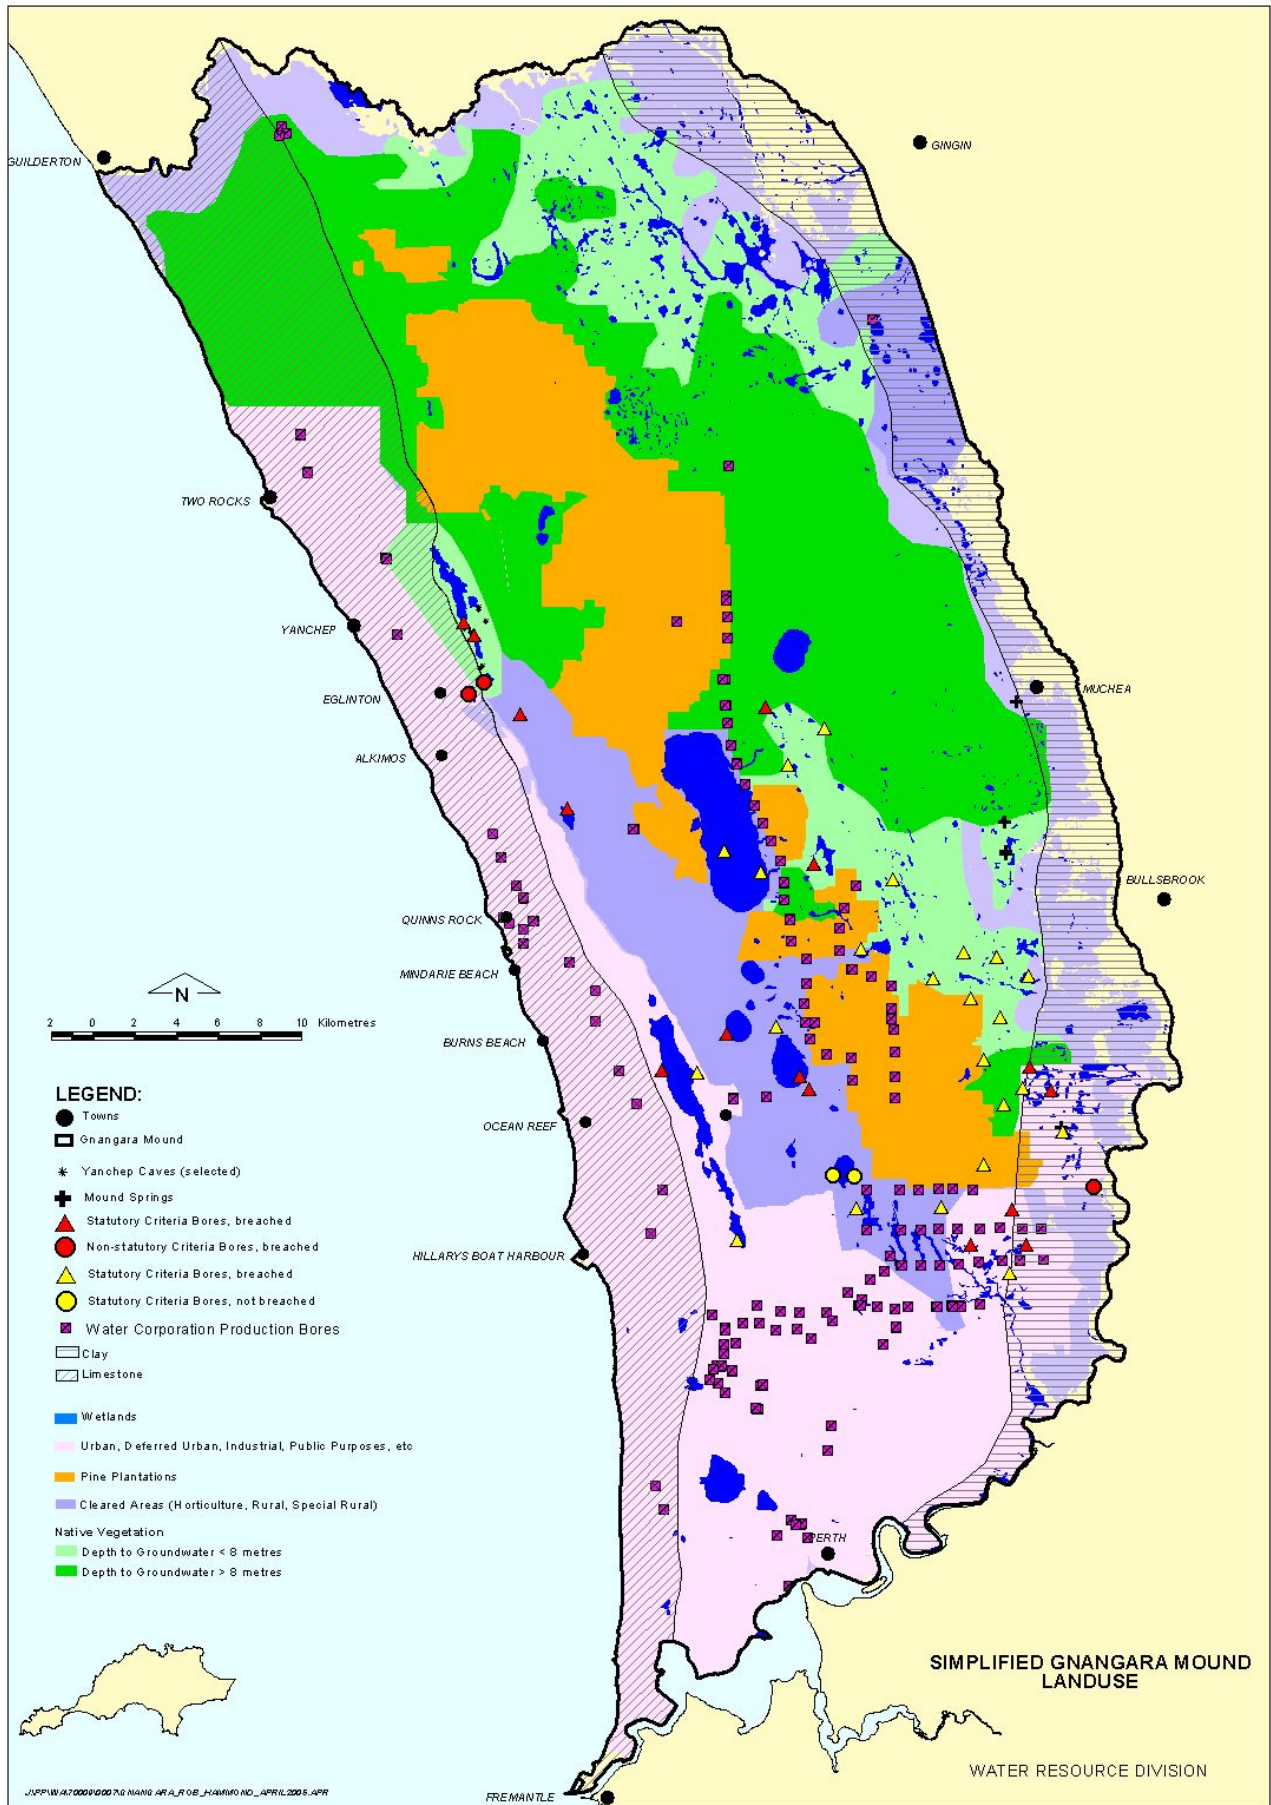 GUILDERTON
GINGIN
TWO ROCKS
YANCHEP
EGLINTON
MUCHEA
ALKIMOS
BULLSBROOK
QUINNS ROCK
MINDARIE BEACH
N
2 0 2 4 6 8 10 Kilometres
BURNS BEACH
LEGEND:
Towns
Gnangara Mound
Yanchep Caves (selected)
Mound Springs
Statutory Criteria Bores, breached
Non-statutory Criteria Bores, breached
Statutory Criteria Bores, breached
Statutory Criteria Bores, not breached
Water Corporation Production Bores
Clay
Limestone
Wetlands
Urban, Deferred Urban, Industrial, Public Purposes, etc
Pine Plantations
Cleared Areas (Horticulture, Rural, Special Rural)
Native Vegetation
Depth to Groundwater < 8 metres
Depth to Groundwater > 8 metres
OCEAN REEF
HILLARYS BOAT HARBOUR
PERTH
SIMPLIFIED GNANGARA MOUND
LANDUSE
WATER RESOURCE DIVISION
FREMANTLE